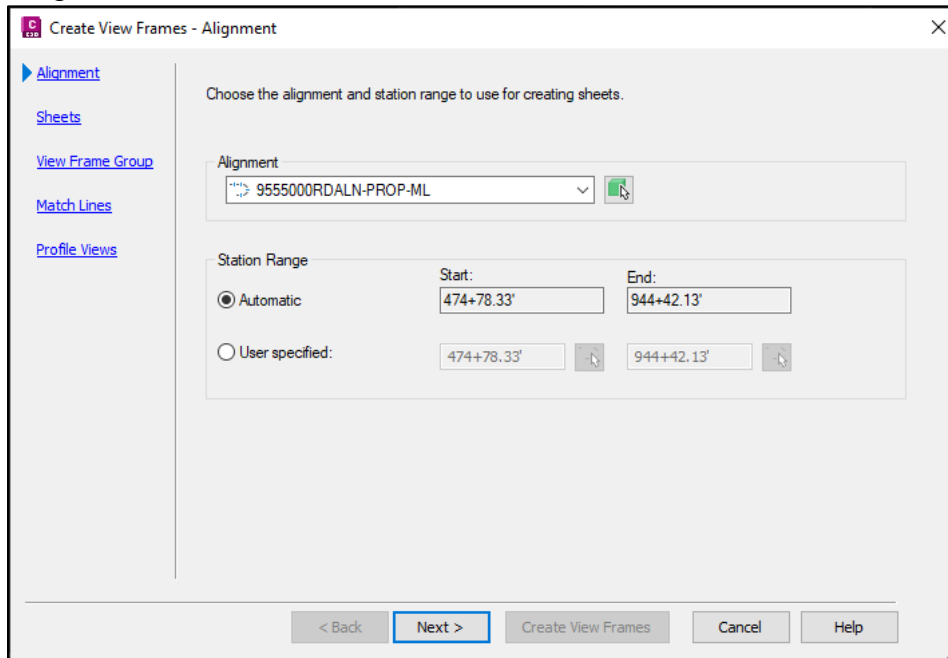 C
C3D
Create View Frames - Alignment
Alignment
Sheets
View Frame Group
Match Lines
Profile Views
Choose the alignment and station range to use for creating sheets.
Alignment
9555000RDALN-PROP-ML
Station Range
Start: End:
Automatic 474+78.33' 944+42.13'
User specified: 474+78.33' 944+42.13'
< Back Next > Create View Frames Cancel Help